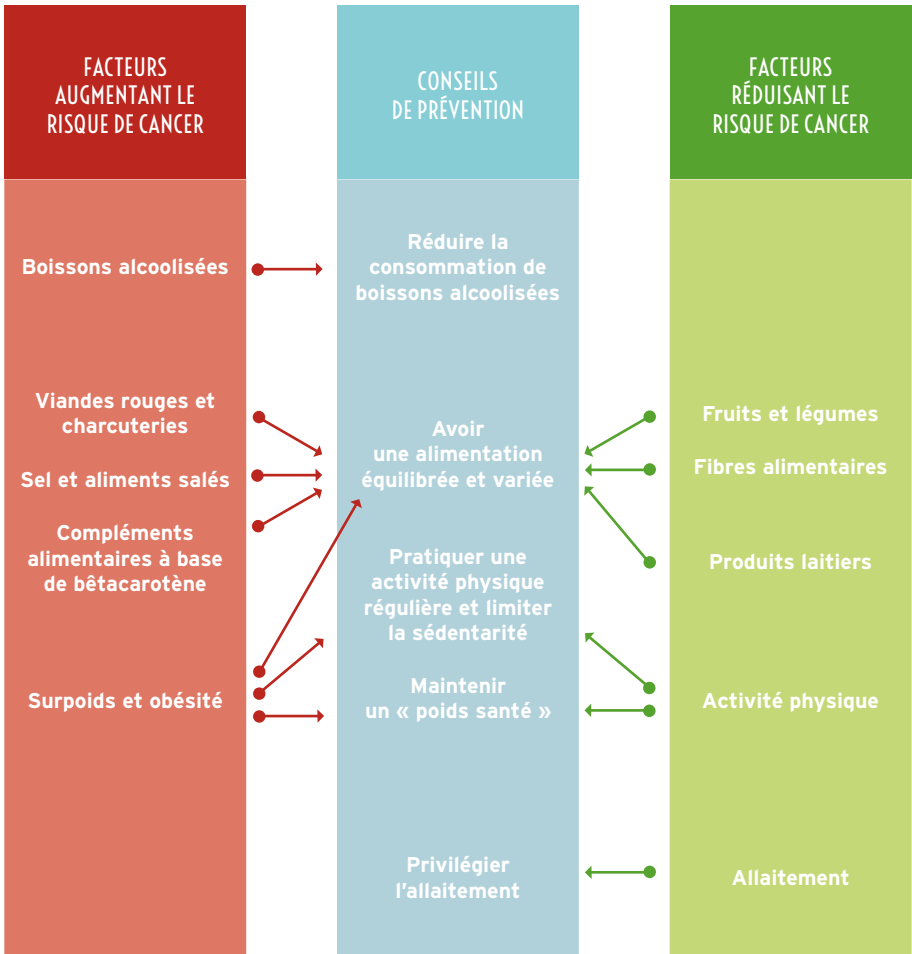 FACTEURS
AUGMENTANT LE
RISQUE DE CANCER
Boissons alcoolisées
Viandes rouges et
charcuteries
Sel et aliments salés
Compléments
alimentaires à base
de bêtacarotène
Surpoids et obésité
CONSEILS
DE PRÉVENTION
Réduire la
consommation de
boissons alcoolisées
Avoir
une alimentation
équilibrée et variée
Pratiquer une
activité physique
régulière et limiter
la sédentarité
Maintenir
un « poids santé »
Privilégier
l'allaitement
FACTEURS
RÉDUISANT LE
RISQUE DE CANCER
Fruits et légumes
Fibres alimentaires
Produits laitiers
Activité physique
Allaitement